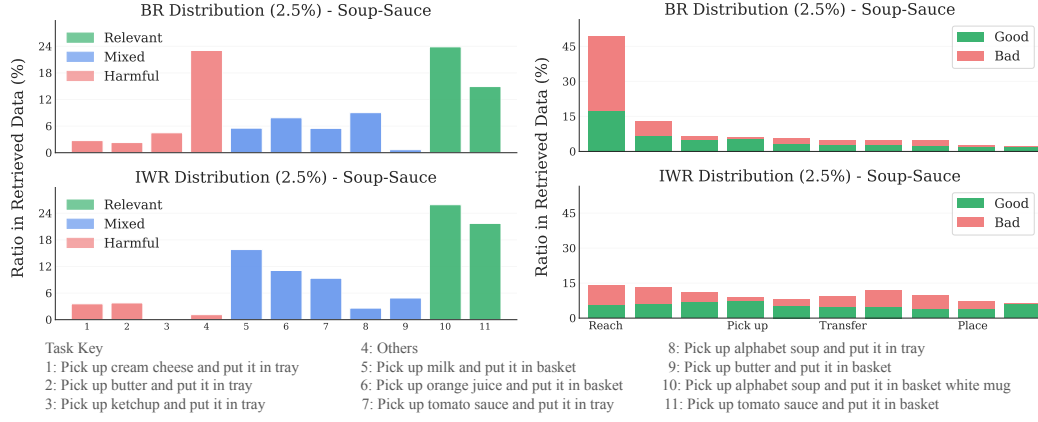 BR Distribution (2.5%) - Soup-Sauce
Ratio in Retrieved Data (%)
24
18
12
6
0
Relevant
Mixed
Harmful
IWR Distribution (2.5%) - Soup-Sauce
24
18
12
6
0
Relevant
Mixed
Harmful
1 2 3 4 5 6 7 8 9 10 11
BR Distribution (2.5%) - Soup-Sauce
Ratio in Retrieved Data (%)
45
30
15
0
Good
Bad
IWR Distribution (2.5%) - Soup-Sauce
45
30
15
0
Good
Bad
Reach Pick up Transfer Place
Task Key
1: Pick up cream cheese and put it in tray
2: Pick up butter and put it in tray
3: Pick up ketchup and put it in tray
4: Others
5: Pick up milk and put it in basket
6: Pick up orange juice and put it in basket
7: Pick up tomato sauce and put it in tray
8: Pick up alphabet soup and put it in tray
9: Pick up butter and put it in basket
10: Pick up alphabet soup and put it in basket white mug
11: Pick up tomato sauce and put it in basket